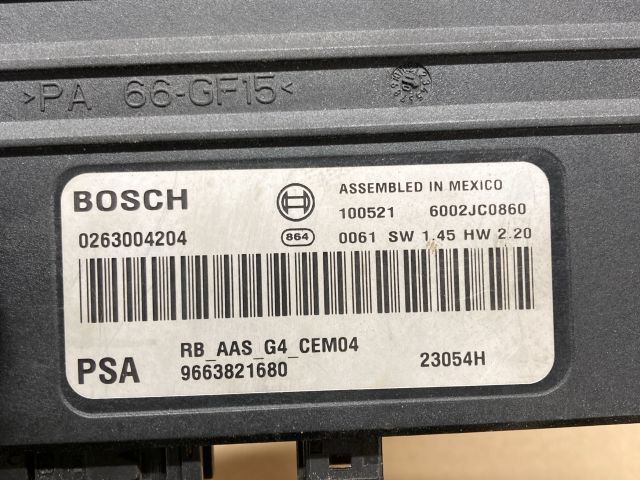 >PA 66-GF15<
BOSCH
ASSEMBLED IN MEXICO
100521 6002JC0860
0263004204
864
0061 SW 1.45 HW 2.20
RB_AAS_G4_CEM04
PSA
9663821680
23054H